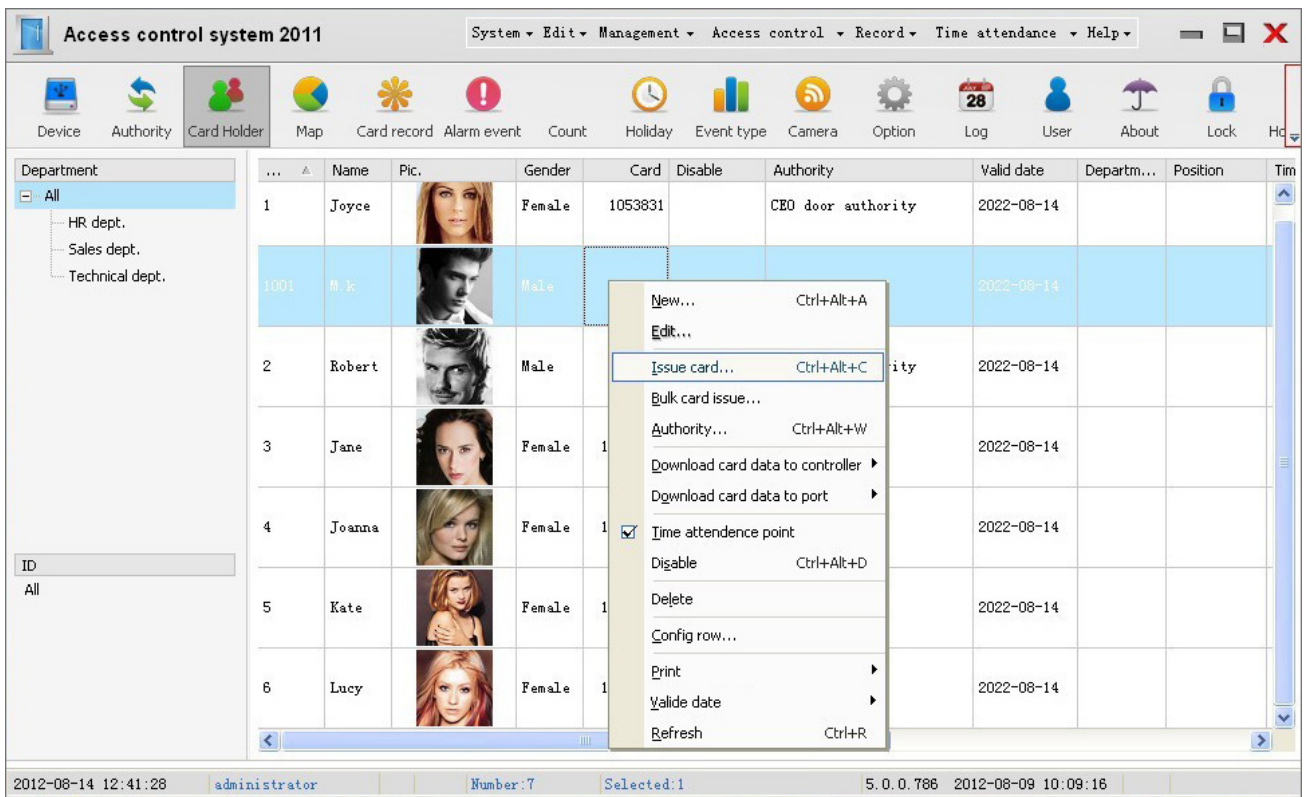 Access control system 2011
System Edit Management Access control Record Time attendance Help
Device Authority Card Holder Map Card record Alarm event Count Holiday Event type Camera Option Log User About Lock
JULY 28
Department
All
HR dept.
Sales dept.
Technical dept.
ID
All
... Name Pic. Gender Card Disable Authority Valid date Departm... Position Tim
1 Joyce Female 1053831 CEO door authority 2022-08-14
1001 M.k Male 2022-08-14
2 Robert Male ity 2022-08-14
3 Jane Female 1 2022-08-14
4 Joanna Female 1 2022-08-14
5 Kate Female 1 2022-08-14
6 Lucy Female 1 2022-08-14
New... Ctrl+Alt+A
Edit...
Issue card... Ctrl+Alt+C
Bulk card issue...
Authority... Ctrl+Alt+W
Download card data to controller
Download card data to port
Time attendence point
Disable Ctrl+Alt+D
Delete
Config row...
Print
Valide date
Refresh Ctrl+R
2012-08-14 12:41:28 administrator Number:7 Selected:1 5.0.0.786 2012-08-09 10:09:16